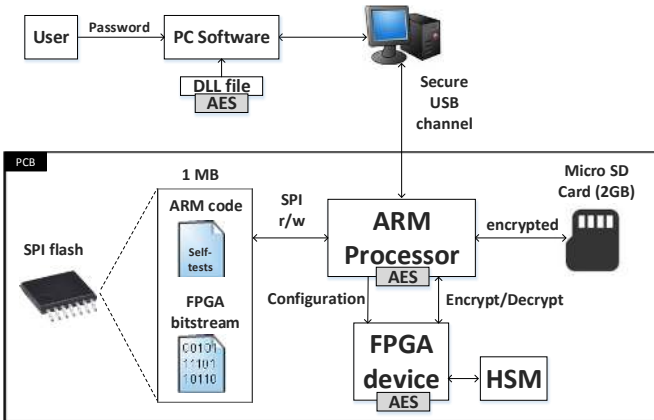 User
Password
PC Software
DLL file
AES
Secure
USB
channel
PCB
1 MB
ARM code
Self-
tests
FPGA
bitstream
00101
11101
10110
SPI flash
SPI
r/w
ARM
Processor
AES
encrypted
Micro SD
Card (2GB)
Configuration
Encrypt/Decrypt
FPGA
device
AES
HSM